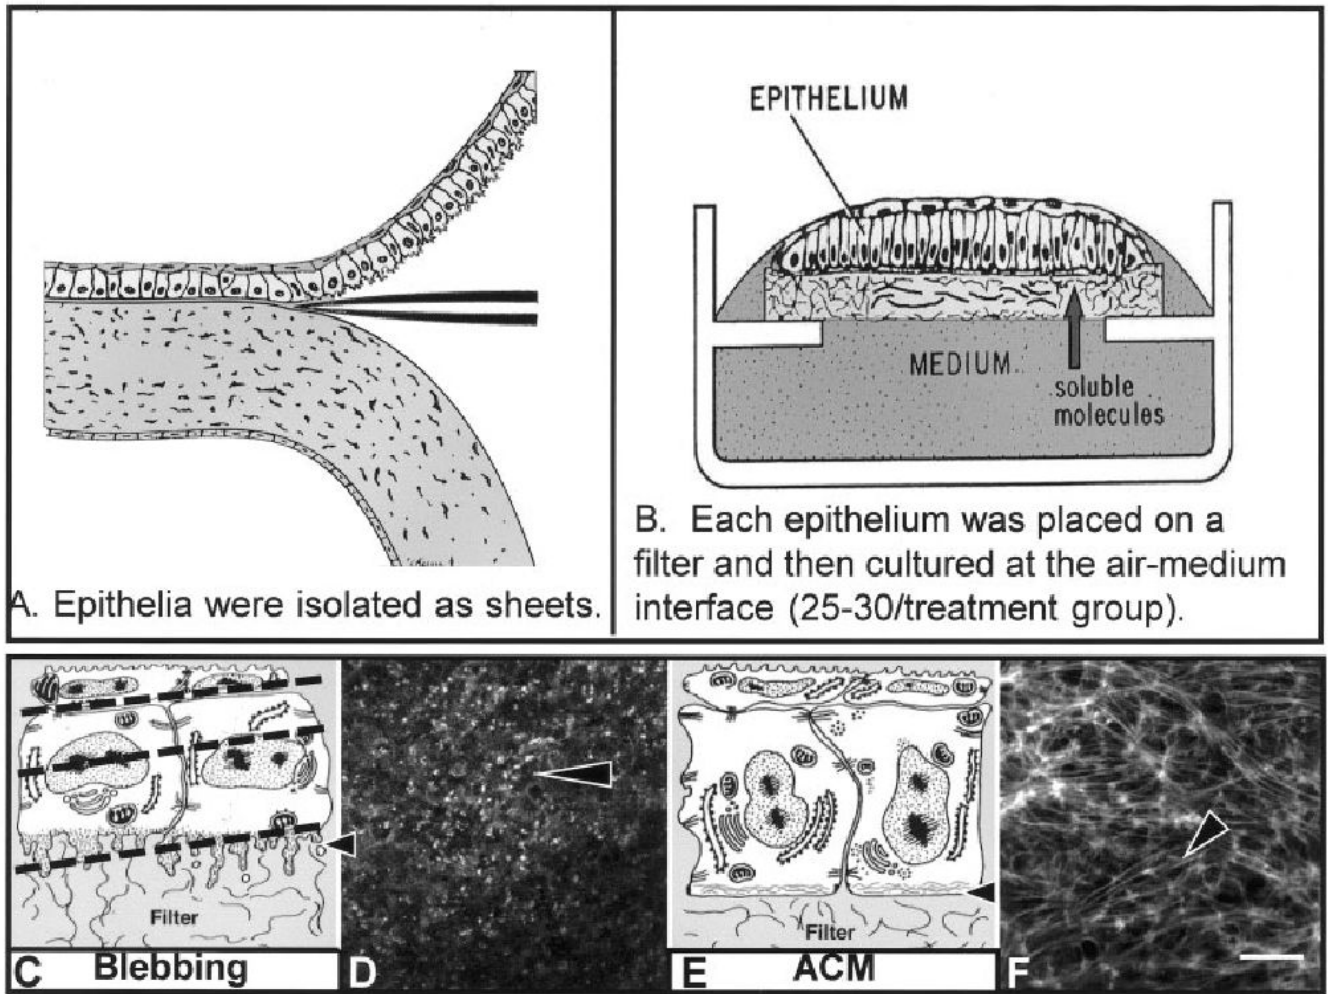 EPITHELIUM
MEDIUM
soluble
molecules
A. Epithelia were isolated as sheets.
B. Each epithelium was placed on a
filter and then cultured at the air-medium
interface (25-30/treatment group).
Filter
C Blebbing
D
Filter
E ACM
F